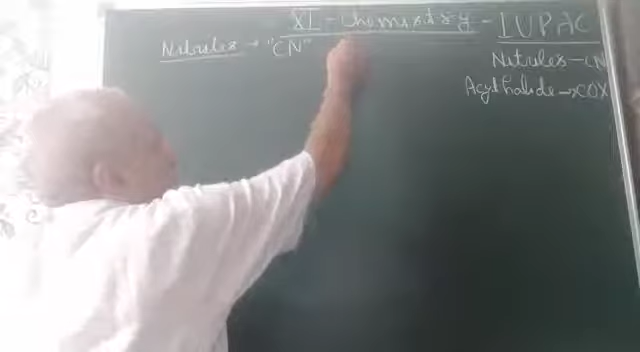 XI - Chemistry - IUPAC
Nitriles → "CN"
Nitriles - CN
Acyl halide → COX